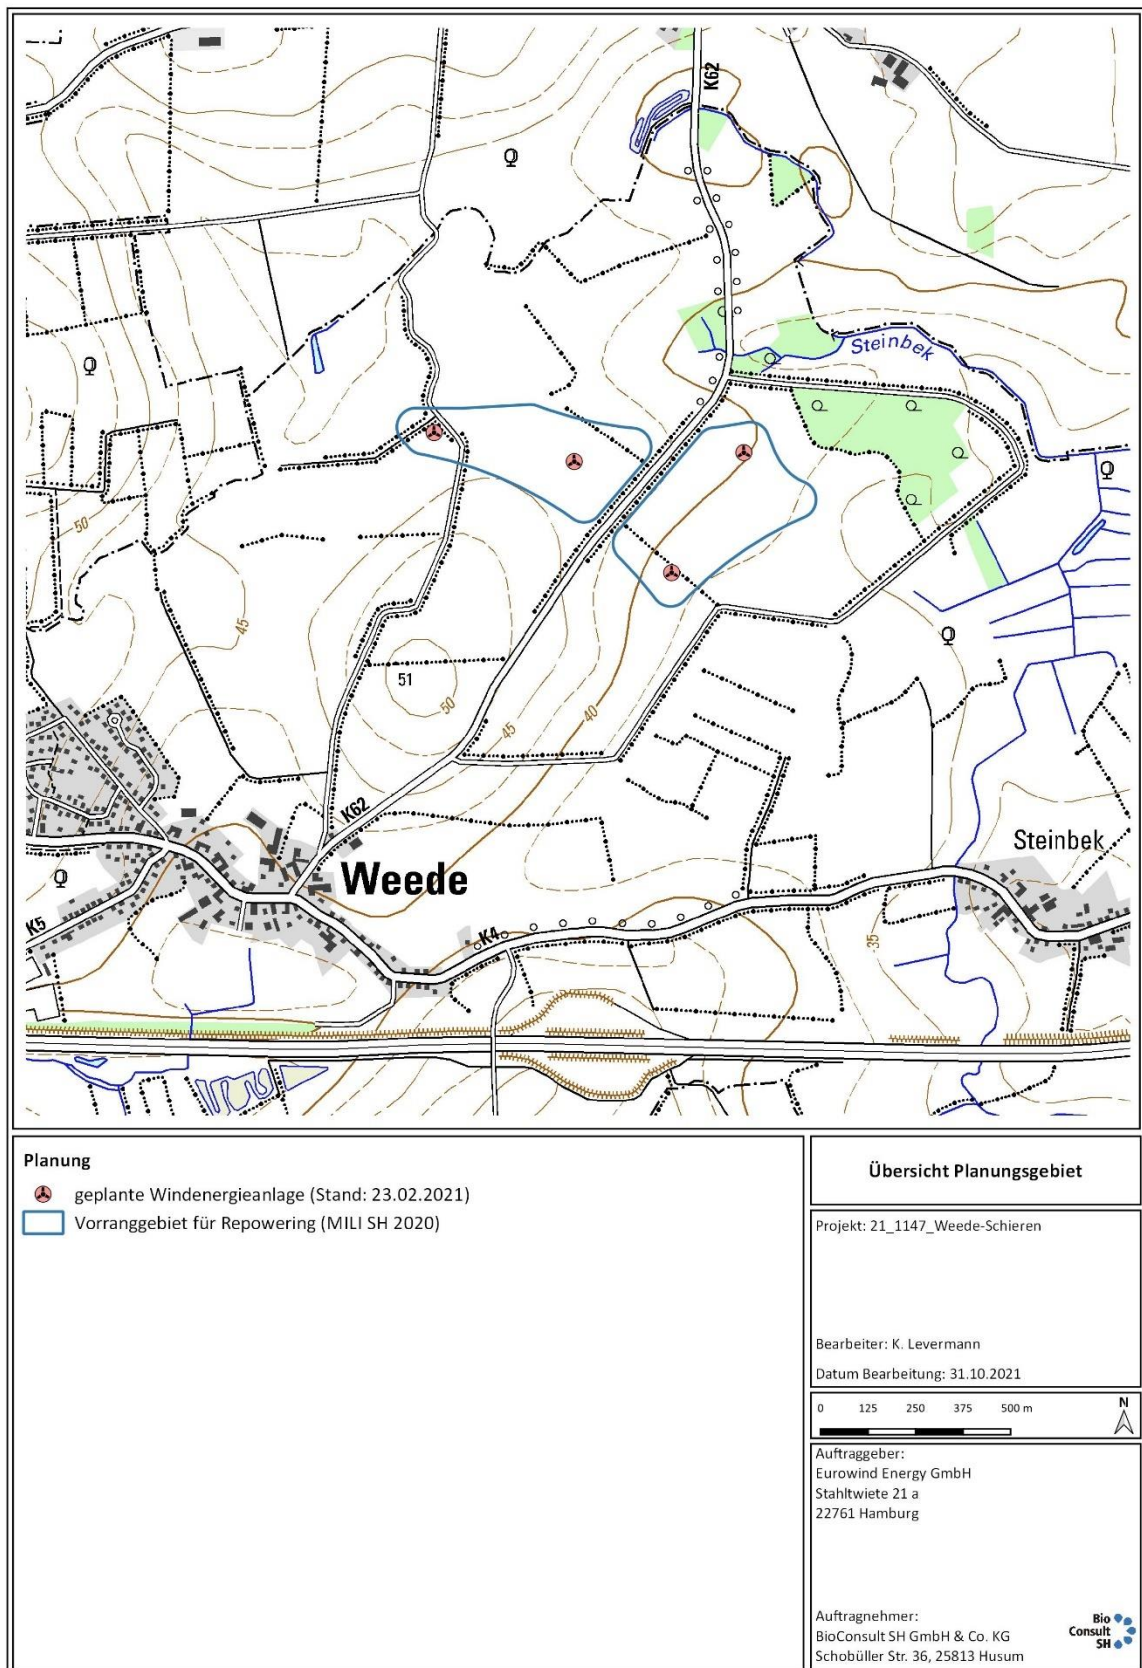 K62
Steinbek
50
45
51
50
45
40
K62
Weede
Steinbek
K5
K4
35
Planung
geplante Windenergieanlage (Stand: 23.02.2021)
Vorranggebiet für Repowering (MILI SH 2020)
Übersicht Planungsgebiet
Projekt: 21_1147_Weede-Schieren
Bearbeiter: K. Levermann
Datum Bearbeitung: 31.10.2021
0 125 250 375 500 m
N
Auftraggeber:
Eurowind Energy GmbH
Stahltwiete 21 a
22761 Hamburg
Auftragnehmer:
BioConsult SH GmbH & Co. KG
Schobüller Str. 36, 25813 Husum
Bio
Consult
SH